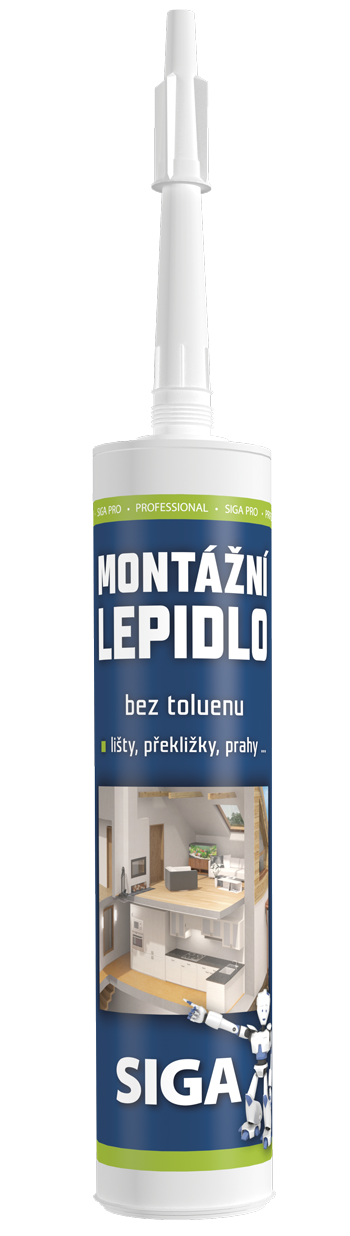 SIGA PRO • PROFESSIONAL • SIGA PRO •
MONTÁŽNÍ
LEPIDLO
bez toluenu
lišty, překližky, prahy ...
SIGA